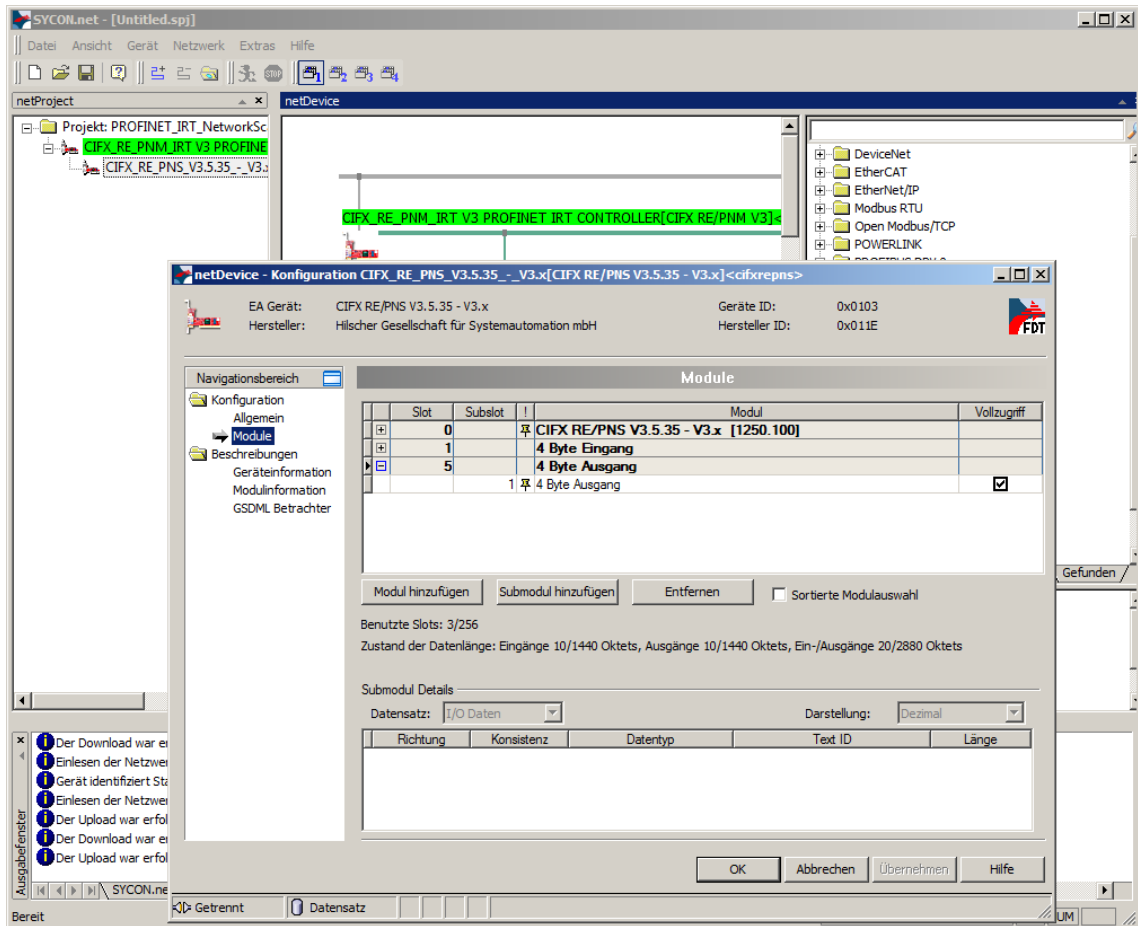 SYCON.net - [Untitled.spj]
Datei Ansicht Gerät Netzwerk Extras Hilfe
netProject
netDevice
Projekt: PROFINET_IRT_NetworkSc
CIFX_RE_PNM_IRT V3 PROFINE
CIFX_RE_PNS_V3.5.35_-_V3.x
CIFX_RE_PNM_IRT V3 PROFINET IRT CONTROLLER[CIFX RE/PNM V3]<
DeviceNet
EtherCAT
EtherNet/IP
Modbus RTU
Open Modbus/TCP
POWERLINK
netDevice - Konfiguration CIFX_RE_PNS_V3.5.35_-_V3.x[CIFX RE/PNS V3.5.35 - V3.x]<cifxrepns>
EA Gerät: CIFX RE/PNS V3.5.35 - V3.x Geräte ID: 0x0103
Hersteller: Hilscher Gesellschaft für Systemautomation mbH Hersteller ID: 0x011E
FDT
Navigationsbereich
Konfiguration
Allgemein
Module
Beschreibungen
Geräteinformation
Modulinformation
GSDML Betrachter
Module
Slot Subslot ! Modul Vollzugriff
0 CIFX RE/PNS V3.5.35 - V3.x [1250.100]
1 4 Byte Eingang
5 4 Byte Ausgang
1 4 Byte Ausgang
Modul hinzufügen Submodul hinzufügen Entfernen Sortierte Modulauswahl
Benutzte Slots: 3/256
Zustand der Datenlänge: Eingänge 10/1440 Oktets, Ausgänge 10/1440 Oktets, Ein-/Ausgänge 20/2880 Oktets
Submodul Details
Datensatz: I/O Daten Darstellung: Dezimal
Richtung Konsistenz Datentyp Text ID Länge
OK Abbrechen Übernehmen Hilfe
Getrennt Datensatz
Gefunden
Der Download war er
Einlesen der Netzwer
Gerät identifiziert Sta
Einlesen der Netzwer
Der Upload war erfol
Der Download war er
Der Upload war erfol
Ausgabefenster
SYCON.ne
Bereit
UM